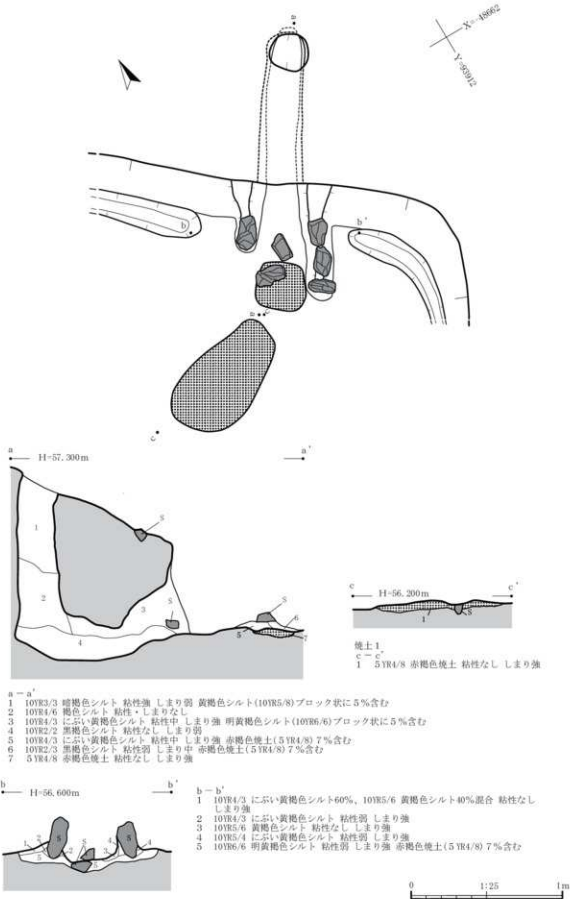 a
X=-48662
Y=93912
b
b'
a'
c'
c
a
a'
H=57.300m
1
S
2
3
S
4
5
6
7
c
c'
H=56.200m
1
S
焼土1
c－c'
1 5YR4/8 赤褐色焼土 粘性なし しまり強
a－a'
1 10YR3/3 暗褐色シルト 粘性強 しまり弱 黄褐色シルト(10YR5/8)ブロック状に5%含む
2 10YR4/6 褐色シルト 粘性・しまりなし
3 10YR4/3 にぶい黄褐色シルト 粘性中 しまり強 明黄褐色シルト(10YR6/6)ブロック状に5%含む
4 10YR2/2 黒褐色シルト 粘性なし しまり弱
5 10YR4/3 にぶい黄褐色シルト 粘性中 しまり強 赤褐色焼土(5YR4/8)7%含む
6 10YR2/3 黒褐色シルト 粘性弱 しまり中 赤褐色焼土(5YR4/8)7%含む
7 5YR4/8 赤褐色焼土 粘性なし しまり強
b
b'
H=56.600m
1 2 S 2 S 3 4 S 4
5 5
b－b'
1 10YR4/3 にぶい黄褐色シルト60%、10YR5/6 黄褐色シルト40%混合 粘性なし
しまり強
2 10YR4/3 にぶい黄褐色シルト 粘性弱 しまり強
3 10YR5/6 黄褐色シルト 粘性なし しまり強
4 10YR5/4 にぶい黄褐色シルト 粘性弱 しまり強
5 10YR6/6 明黄褐色シルト 粘性弱 しまり強 赤褐色焼土(5YR4/8)7%含む
0 1:25 1m